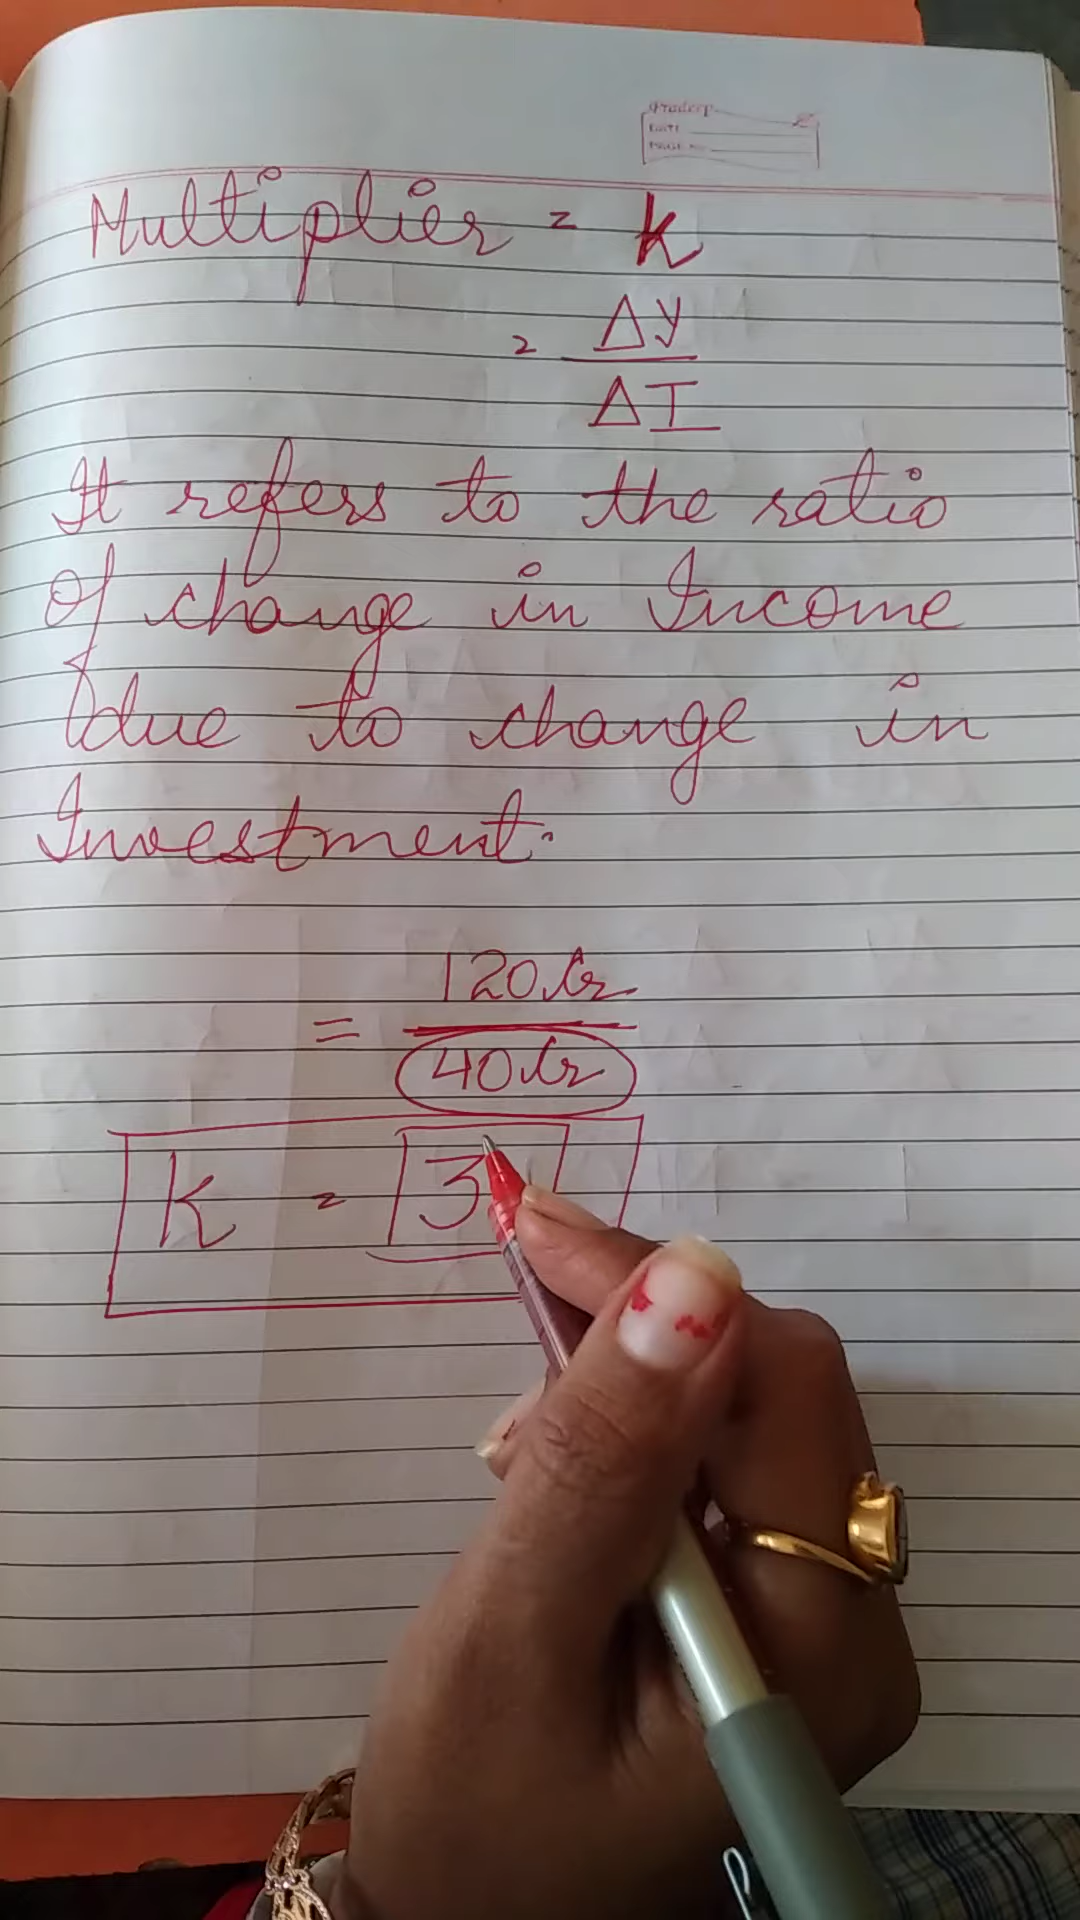 Multiplier = K
= ΔY
ΔI
It refers to the ratio
of change in Income
due to change in
Investment.
= 120 cr
40 cr
K = 3